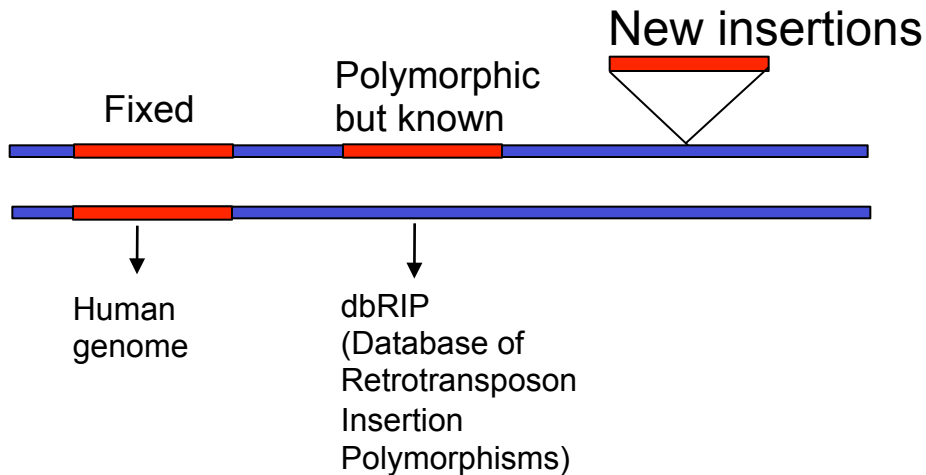 New insertions
Polymorphic
but known
Fixed
Human
genome
dbRIP
(Database of
Retrotransposon
Insertion
Polymorphisms)